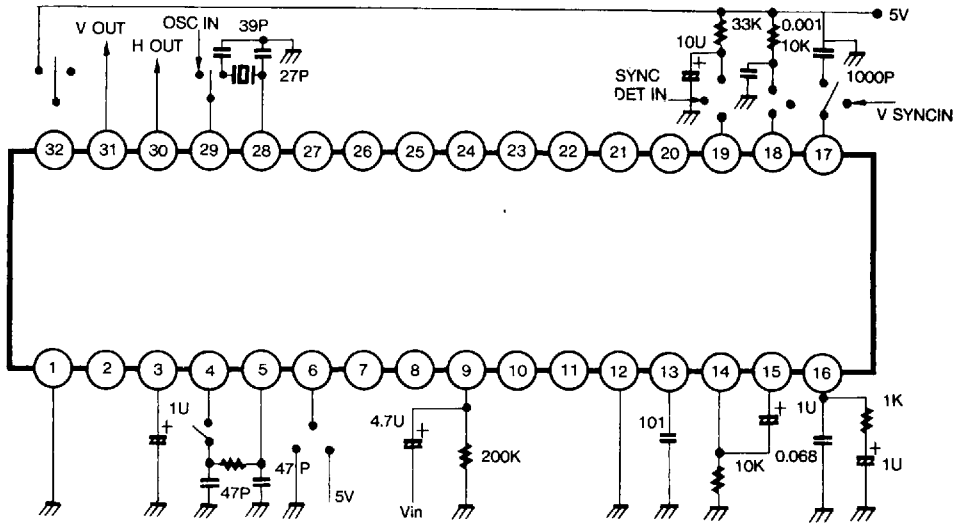 V OUT
H OUT
OSC IN
39P
27P
33K
0.001
5V
10U
+
10K
SYNC
DET IN
1000P
V SYNCIN
32 31 30 29 28 27 26 25 24 23 22 21 20 19 18 17
1 2 3 4 5 6 7 8 9 10 11 12 13 14 15 16
1U
+
47P
47P
5V
4.7U
+
200K
Vin
101
10K
1U
+
0.068
1K
+
1U